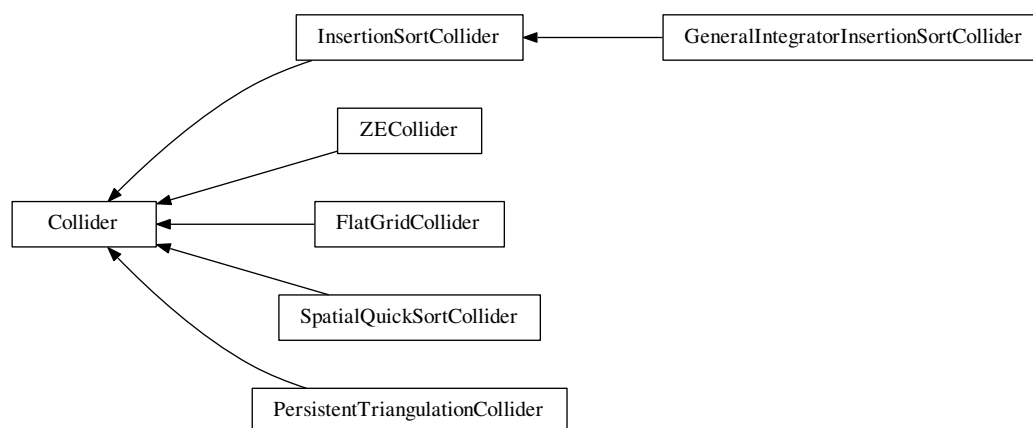 InsertionSortCollider
GeneralIntegratorInsertionSortCollider
ZECollider
Collider
FlatGridCollider
SpatialQuickSortCollider
PersistentTriangulationCollider